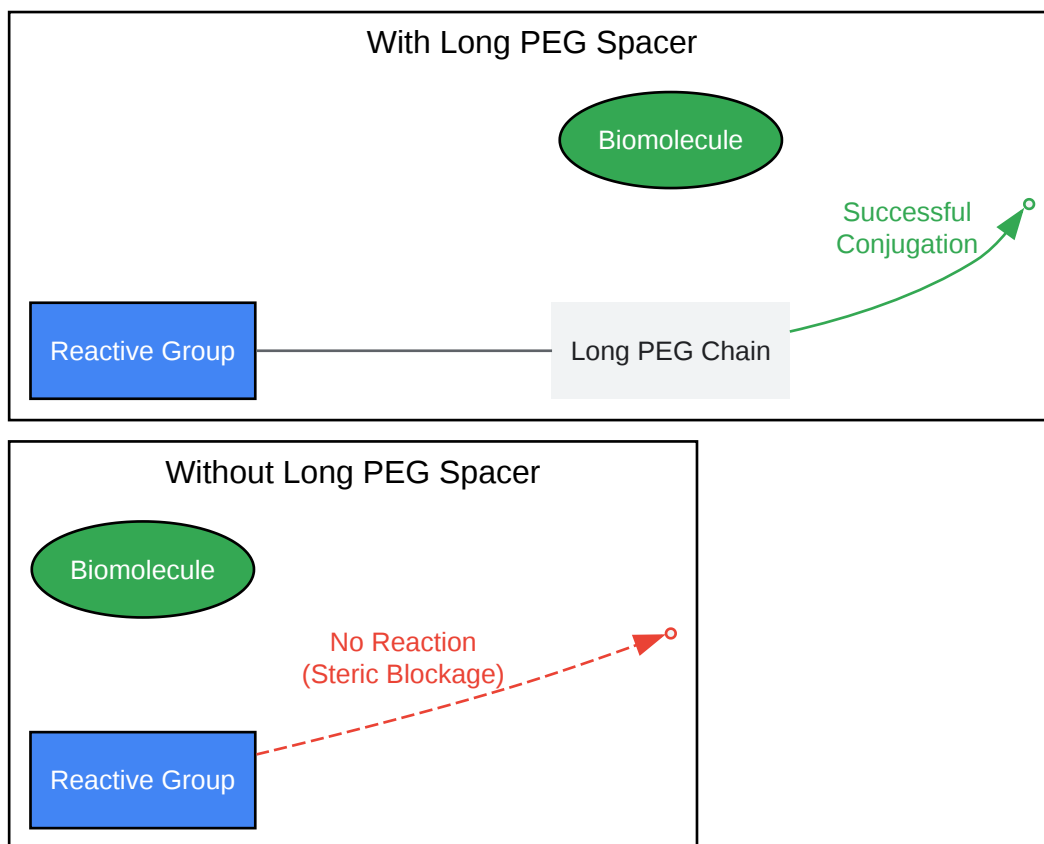 With Long PEG Spacer
Biomolecule
Successful
Conjugation
Reactive Group
Long PEG Chain
Without Long PEG Spacer
Biomolecule
No Reaction
(Steric Blockage)
Reactive Group